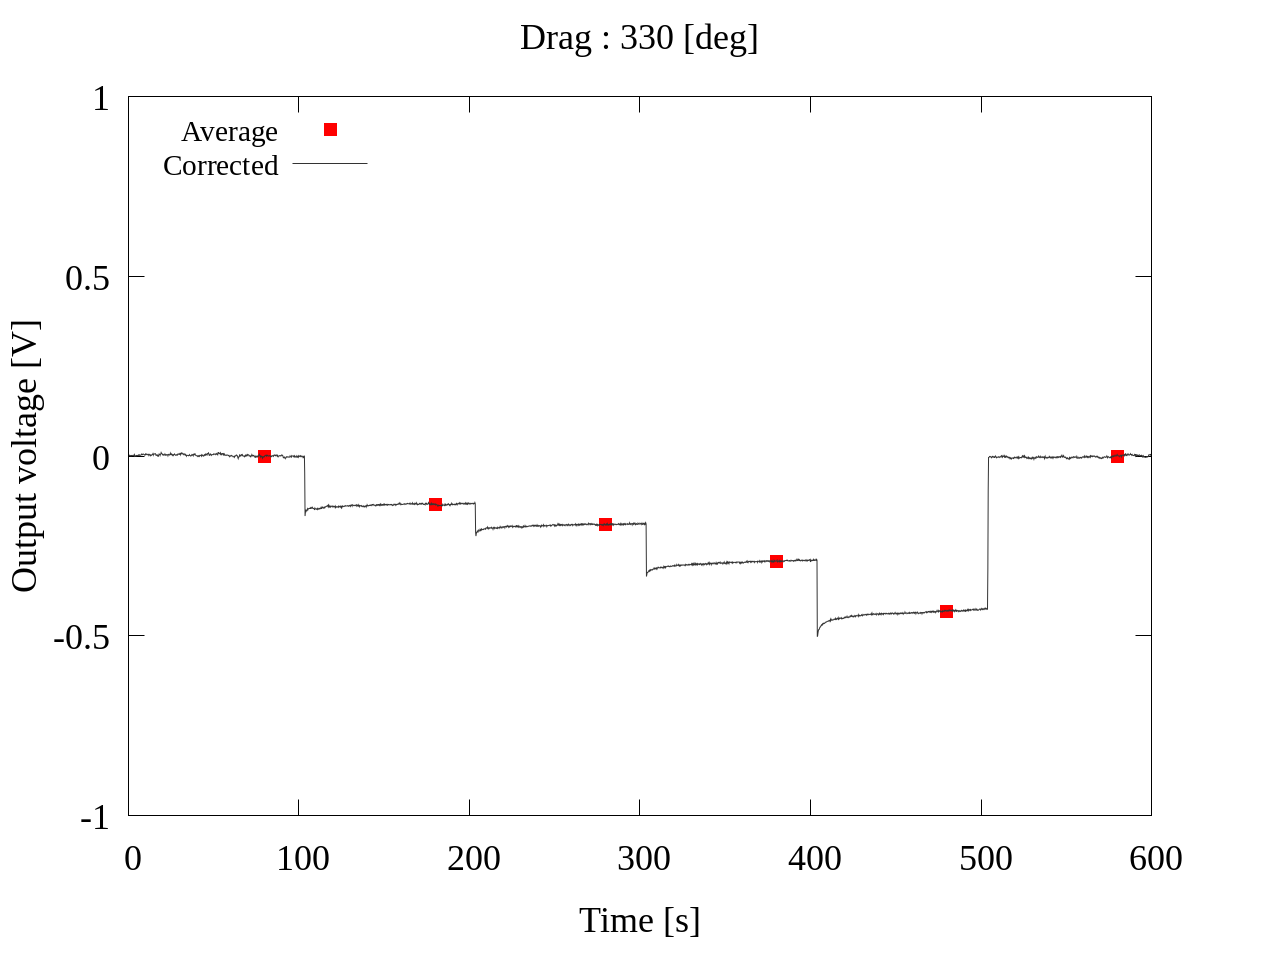 Drag : 330 [deg]
1
0.5
0
-0.5
-1
Average
Corrected
Output voltage [V]
0 100 200 300 400 500 600
Time [s]